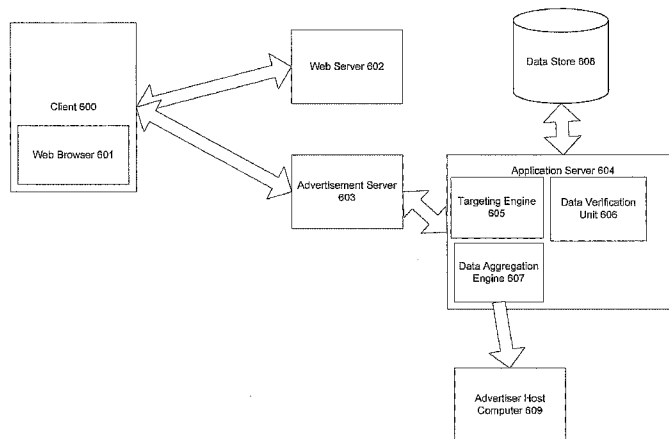 Client 600
Web Browser 601
Web Server 602
Advertisement Server
603
Data Store 608
Application Server 604
Targeting Engine
605
Data Verification
Unit 606
Data Aggregation
Engine 607
Advertiser Host
Computer 609